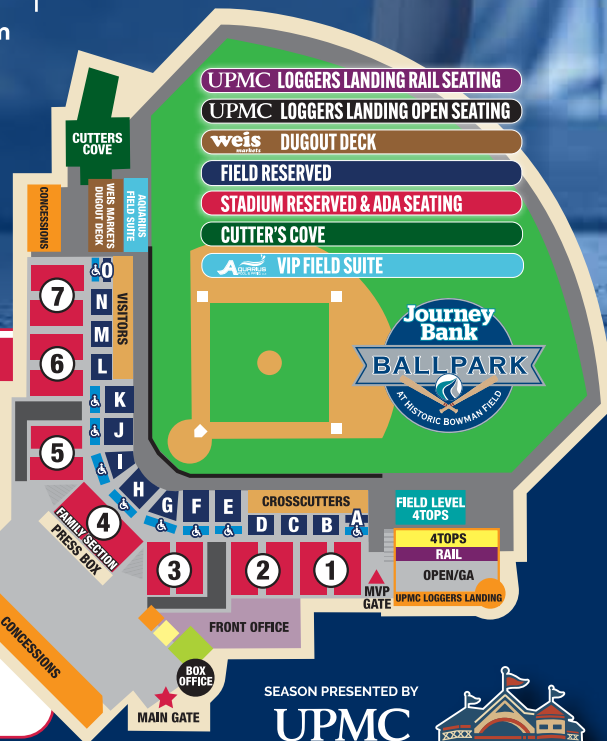 m
UPMC LOGGERS LANDING RAIL SEATING
UPMC LOGGERS LANDING OPEN SEATING
weis markets DUGOUT DECK
FIELD RESERVED
STADIUM RESERVED & ADA SEATING
CUTTER'S COVE
AQUARIUS VIP FIELD SUITE
CUTTERS
COVE
CONCESSIONS
WEIS MARKETS
DUGOUT DECK
AQUARIUS
FIELD SUITE
7
6
5
O
N
M
L
K
J
I
H
G
F
E
VISITORS
Journey
Bank
BALLPARK
AT HISTORIC BOWMAN FIELD
CROSSCUTTERS
D
C
B
A
4
FAMILY SECTION
PRESS BOX
3
2
1
FIELD LEVEL
4TOPS
4TOPS
RAIL
OPEN/GA
UPMC LOGGERS LANDING
MVP
GATE
FRONT OFFICE
CONCESSIONS
BOX
OFFICE
MAIN GATE
SEASON PRESENTED BY
UPMC